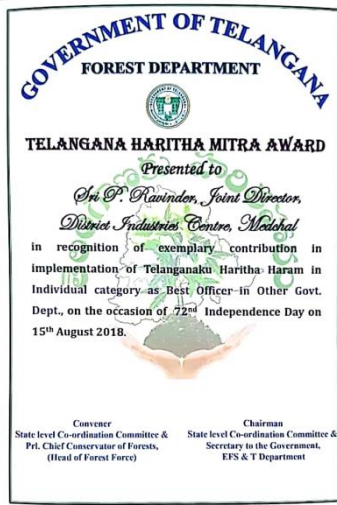 GOVERNMENT OF TELANGANA
FOREST DEPARTMENT
TELANGANA HARITHA MITRA AWARD
Presented to
Sri P. Ravinder, Joint Director,
District Industries Centre, Medchal
in recognition of exemplary contribution in
implementation of Telanganaku Haritha Haram in
Individual category as Best Officer in Other Govt.
Dept., on the occasion of 72nd Independence Day on
15th August 2018.
Convener
State level Co-ordination Committee &
Prl. Chief Conservator of Forests,
(Head of Forest Force)
Chairman
State level Co-ordination Committee &
Secretary to the Government,
EFS & T Department